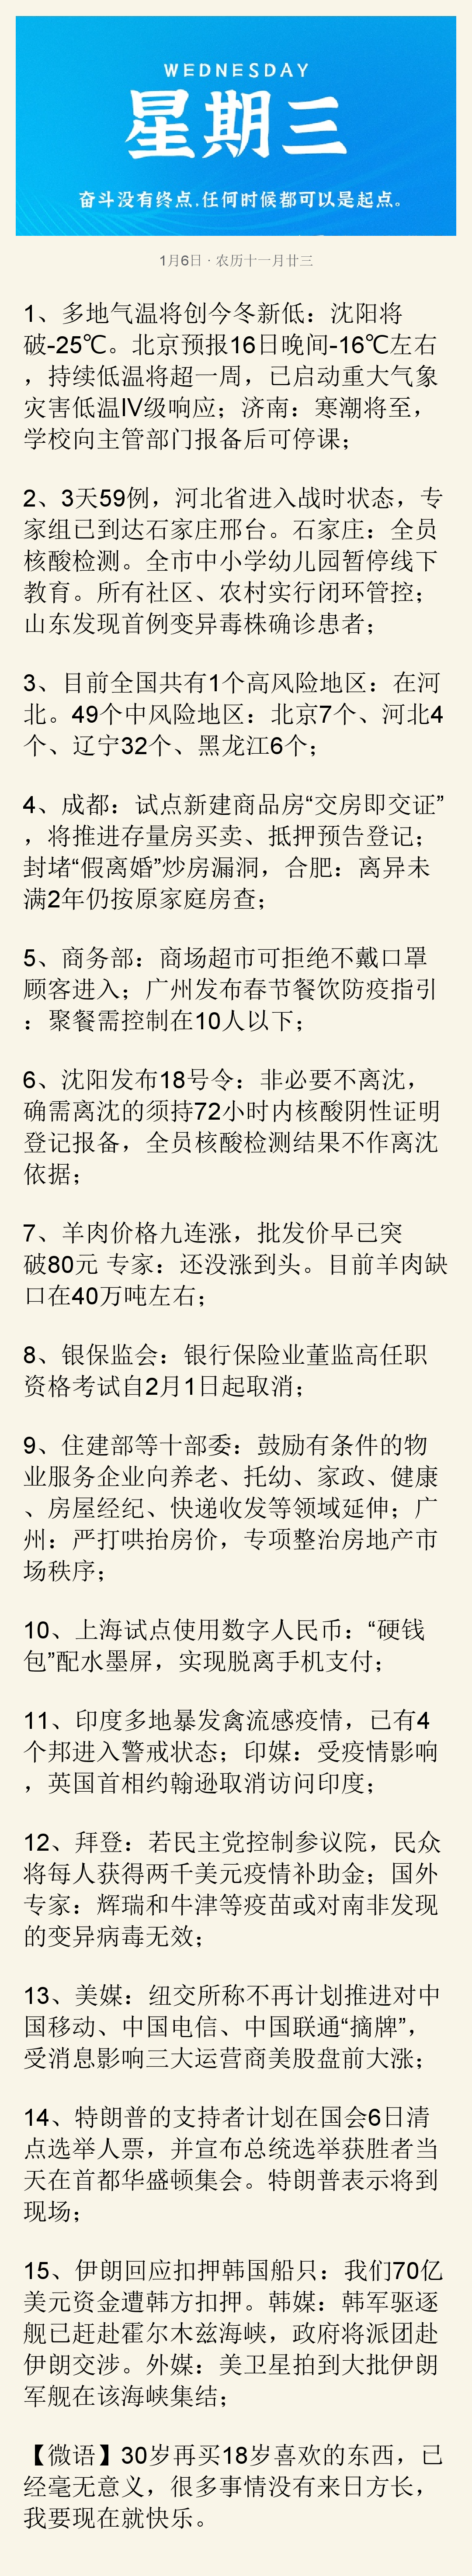 WEDNESDAY
星期三
奋斗没有终点,任何时候都可以是起点。
1月6日 · 农历十一月廿三
1、多地气温将创今冬新低：沈阳将
破-25℃。北京预报16日晚间-16℃左右
，持续低温将超一周，已启动重大气象
灾害低温Ⅳ级响应；济南：寒潮将至，
学校向主管部门报备后可停课；
2、3天59例，河北省进入战时状态，专
家组已到达石家庄邢台。石家庄：全员
核酸检测。全市中小学幼儿园暂停线下
教育。所有社区、农村实行闭环管控；
山东发现首例变异毒株确诊患者；
3、目前全国共有1个高风险地区：在河
北。49个中风险地区：北京7个、河北4
个、辽宁32个、黑龙江6个；
4、成都：试点新建商品房“交房即交证”
，将推进存量房买卖、抵押预告登记；
封堵“假离婚”炒房漏洞，合肥：离异未
满2年仍按原家庭房查；
5、商务部：商场超市可拒绝不戴口罩
顾客进入；广州发布春节餐饮防疫指引
：聚餐需控制在10人以下；
6、沈阳发布18号令：非必要不离沈，
确需离沈的须持72小时内核酸阴性证明
登记报备，全员核酸检测结果不作离沈
依据；
7、羊肉价格九连涨，批发价早已突
破80元 专家：还没涨到头。目前羊肉缺
口在40万吨左右；
8、银保监会：银行保险业董监高任职
资格考试自2月1日起取消；
9、住建部等十部委：鼓励有条件的物
业服务企业向养老、托幼、家政、健康
、房屋经纪、快递收发等领域延伸；广
州：严打哄抬房价，专项整治房地产市
场秩序；
10、上海试点使用数字人民币：“硬钱
包”配水墨屏，实现脱离手机支付；
11、印度多地暴发禽流感疫情，已有4
个邦进入警戒状态；印媒：受疫情影响
，英国首相约翰逊取消访问印度；
12、拜登：若民主党控制参议院，民众
将每人获得两千美元疫情补助金；国外
专家：辉瑞和牛津等疫苗或对南非发现
的变异病毒无效；
13、美媒：纽交所称不再计划推进对中
国移动、中国电信、中国联通“摘牌”，
受消息影响三大运营商美股盘前大涨；
14、特朗普的支持者计划在国会6日清
点选举人票，并宣布总统选举获胜者当
天在首都华盛顿集会。特朗普表示将到
现场；
15、伊朗回应扣押韩国船只：我们70亿
美元资金遭韩方扣押。韩媒：韩军驱逐
舰已赶赴霍尔木兹海峡，政府将派团赴
伊朗交涉。外媒：美卫星拍到大批伊朗
军舰在该海峡集结；
【微语】30岁再买18岁喜欢的东西，已
经毫无意义，很多事情没有来日方长，
我要现在就快乐。